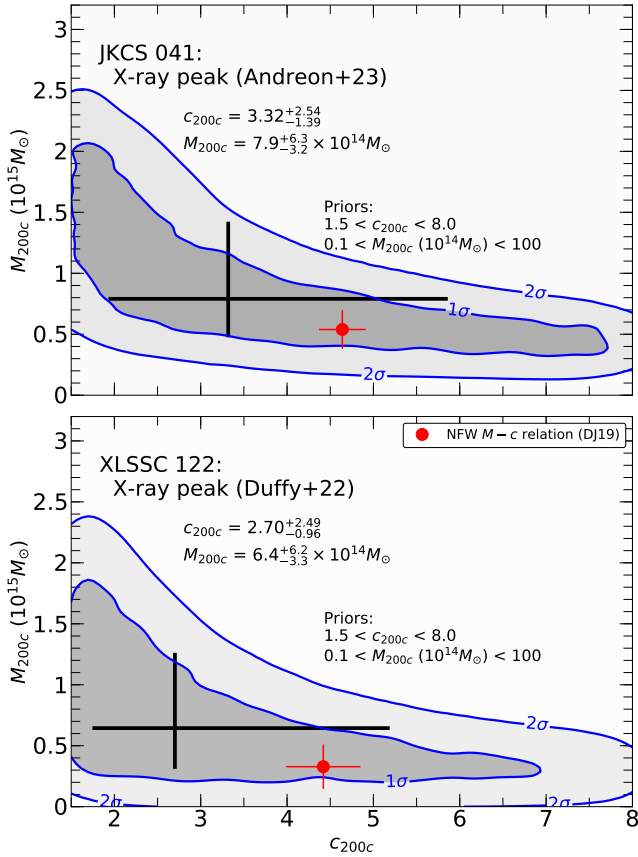 3
2.5
2
1.5
1
0.5
0
M200c (10^15 M⊙)
JKCS 041:
X-ray peak (Andreon+23)
c200c = 3.32 +2.54 −1.39
M200c = 7.9 +6.3 −3.2 × 10^14 M⊙
Priors:
1.5 < c200c < 8.0
0.1 < M200c (10^14 M⊙) < 100
2σ
1σ
2σ
3
2.5
2
1.5
1
0.5
0
M200c (10^15 M⊙)
NFW M − c relation (DJ19)
XLSSC 122:
X-ray peak (Duffy+22)
c200c = 2.70 +2.49 −0.96
M200c = 6.4 +6.2 −3.3 × 10^14 M⊙
Priors:
1.5 < c200c < 8.0
0.1 < M200c (10^14 M⊙) < 100
2σ
1σ
2σ
2σ
2 3 4 5 6 7 8
c200c